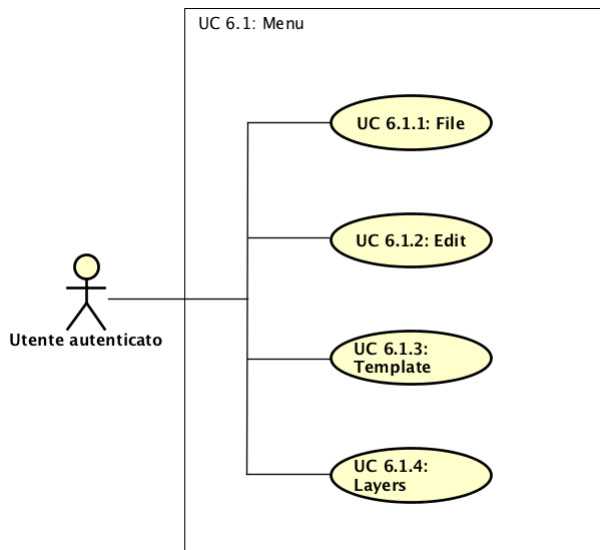 UC 6.1: Menu
UC 6.1.1: File
UC 6.1.2: Edit
Utente autenticato
UC 6.1.3:
Template
UC 6.1.4:
Layers